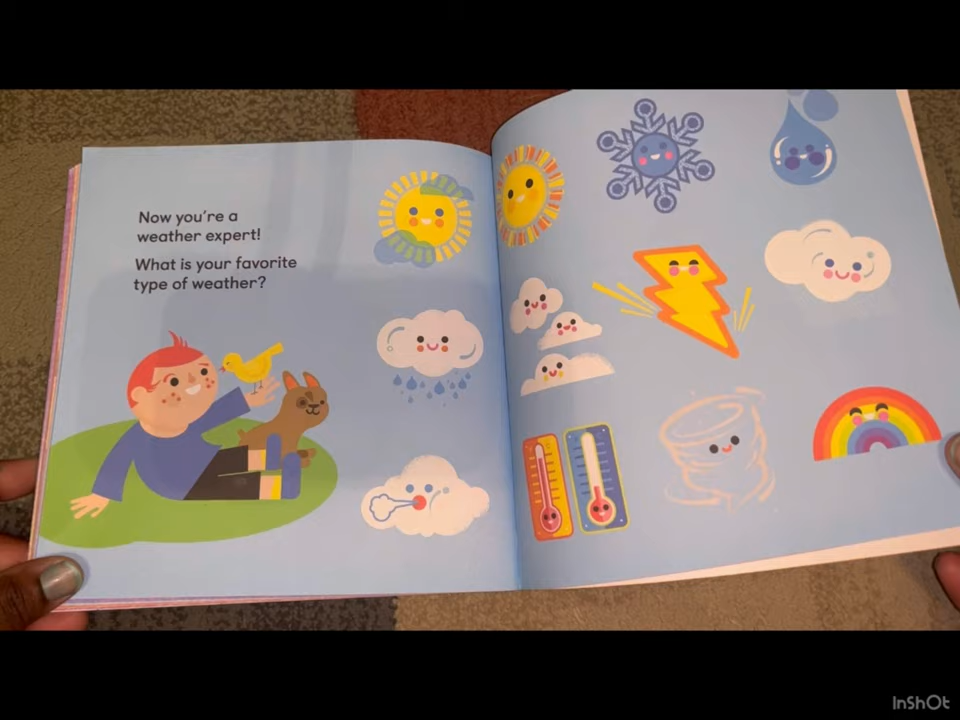 Now you're a
weather expert!
What is your favorite
type of weather?
InShOt